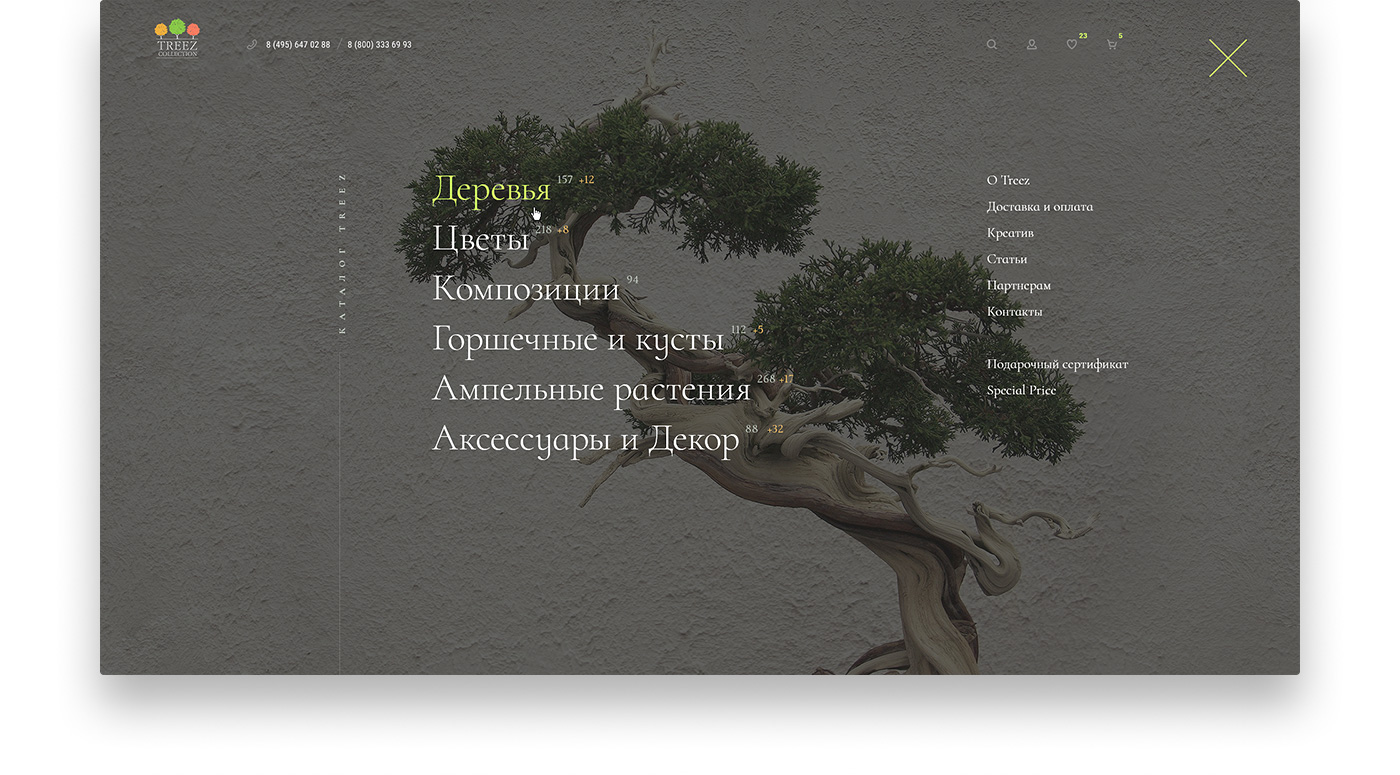 TREEZ
COLLECTION
8 (495) 647 02 88 / 8 (800) 333 69 93
23
5
КАТАЛОГ TREEZ
Деревья 157 +12
Цветы 218 +8
Композиции 94
Горшечные и кусты 112 +5
Ампельные растения 268 +17
Аксессуары и Декор 88 +32
О Treez
Доставка и оплата
Креатив
Статьи
Партнерам
Контакты
Подарочный сертификат
Special Price